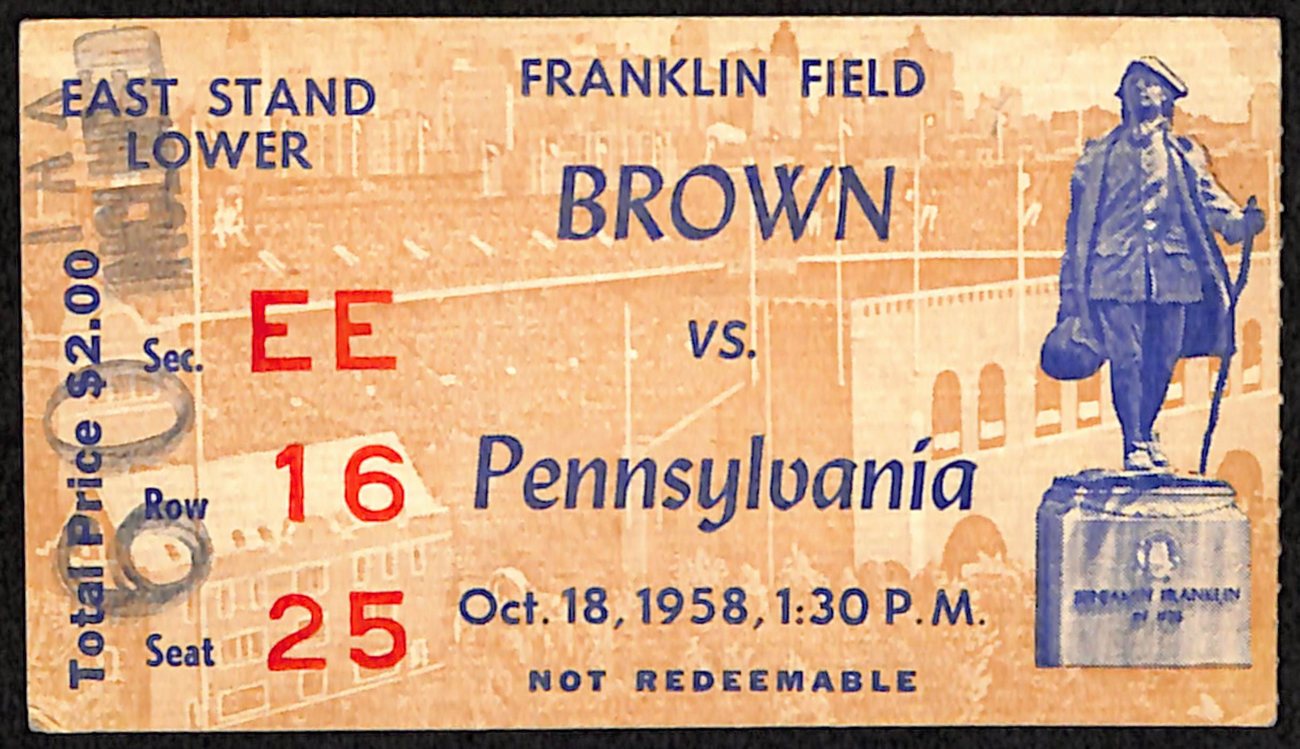 EAST STAND
LOWER
Total Price $2.00
Sec. EE
Row 16
Seat 25
FRANKLIN FIELD
BROWN
vs.
Pennsylvania
Oct. 18, 1958, 1:30 P.M.
NOT REDEEMABLE
BENJAMIN FRANKLIN